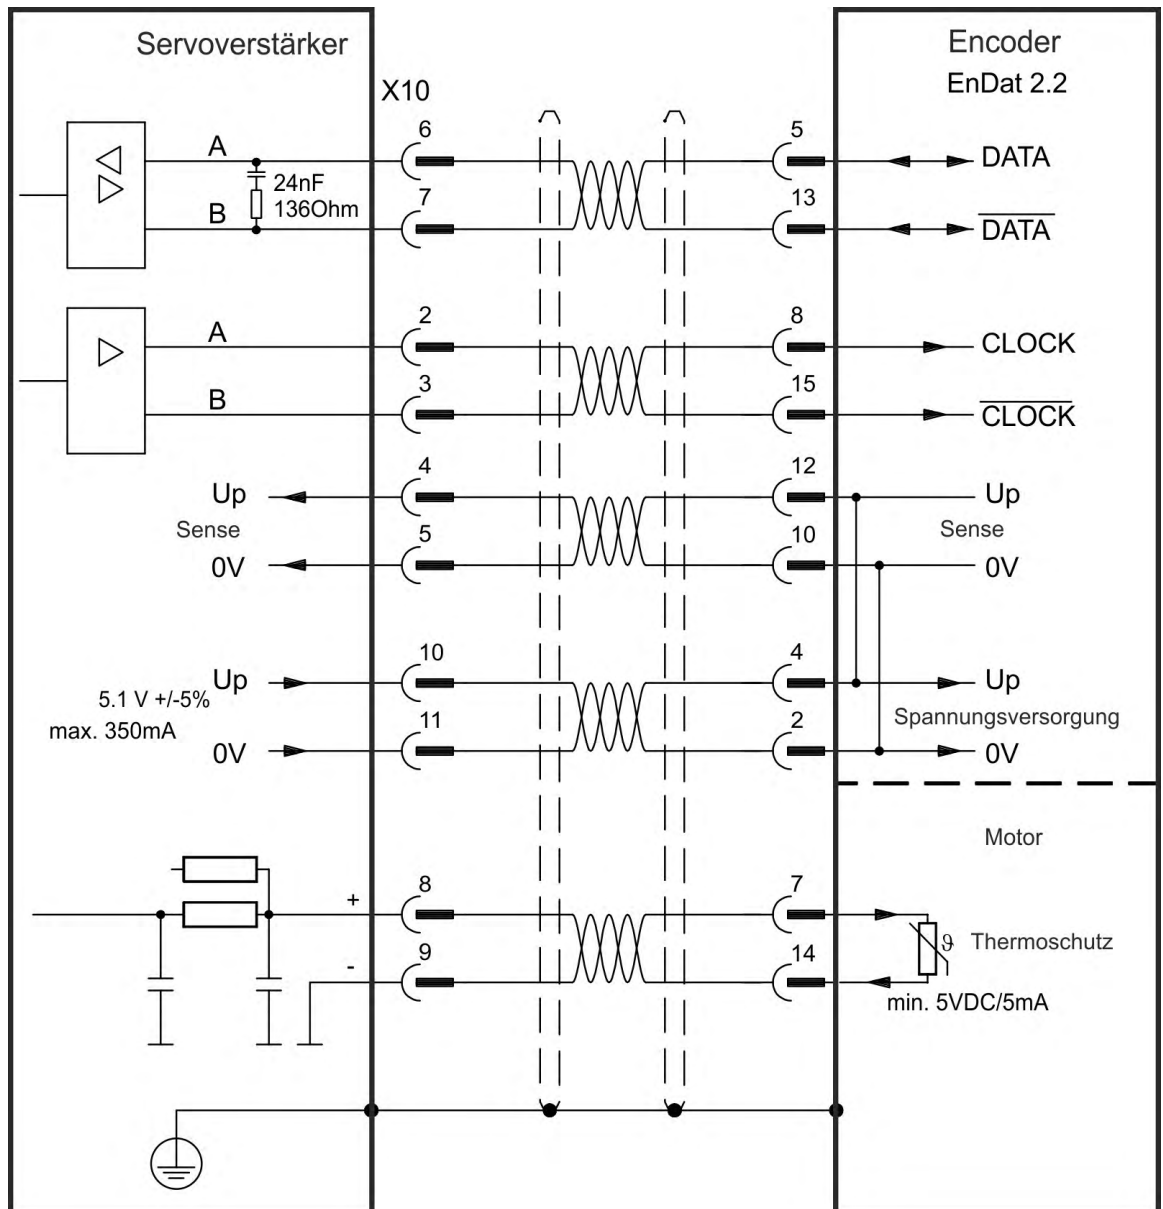 Servoverstärker
Encoder
EnDat 2.2
X10
A
6
5
DATA
24nF
136Ohm
B
7
13
DATA
A
2
8
CLOCK
B
3
15
CLOCK
Up
4
12
Up
Sense
Sense
0V
5
10
0V
Up
10
4
Up
5.1 V +/-5%
max. 350mA
Spannungsversorgung
0V
11
2
0V
Motor
+
8
7
ϑ
Thermoschutz
-
9
14
min. 5VDC/5mA